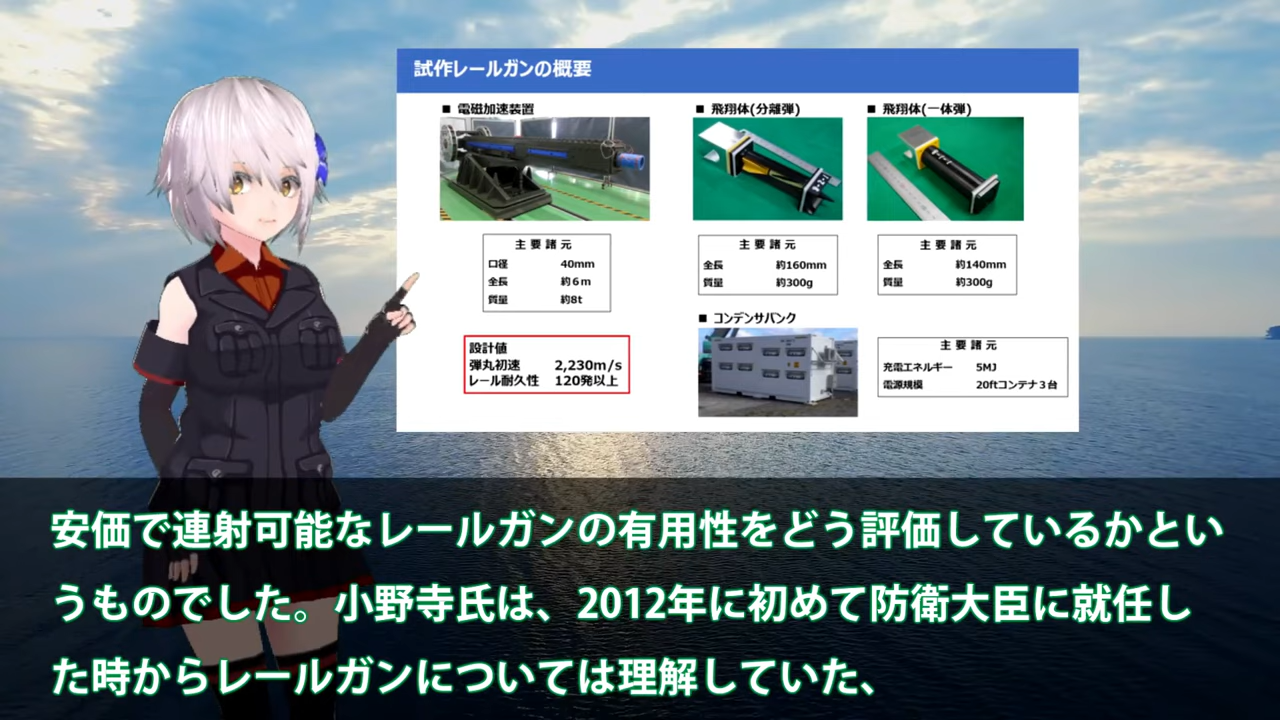 試作レールガンの概要
■ 電磁加速装置
■ 飛翔体(分離弾)
■ 飛翔体(一体弾)
主要諸元
口径 40mm
全長 約6m
質量 約8t
主要諸元
全長 約160mm
質量 約300g
主要諸元
全長 約140mm
質量 約300g
設計値
弾丸初速 2,230m/s
レール耐久性 120発以上
■ コンデンサバンク
主要諸元
充電エネルギー 5MJ
電源規模 20ftコンテナ3台
安価で連射可能なレールガンの有用性をどう評価しているかとい
うものでした。小野寺氏は、2012年に初めて防衛大臣に就任し
た時からレールガンについては理解していた、